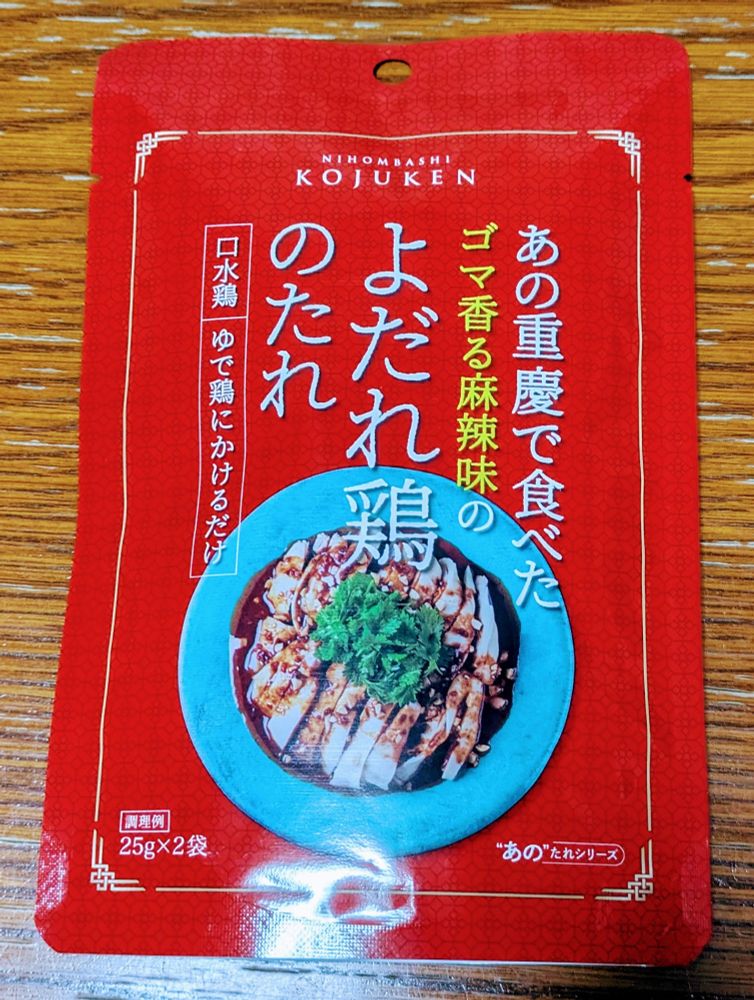 NIHOMBASHI
KOJUKEN
あの重慶で食べた
ゴマ香る麻辣味の
よだれ鶏
のたれ
口水鶏
ゆで鶏にかけるだけ
調理例
25g×2袋
“あの”たれシリーズ